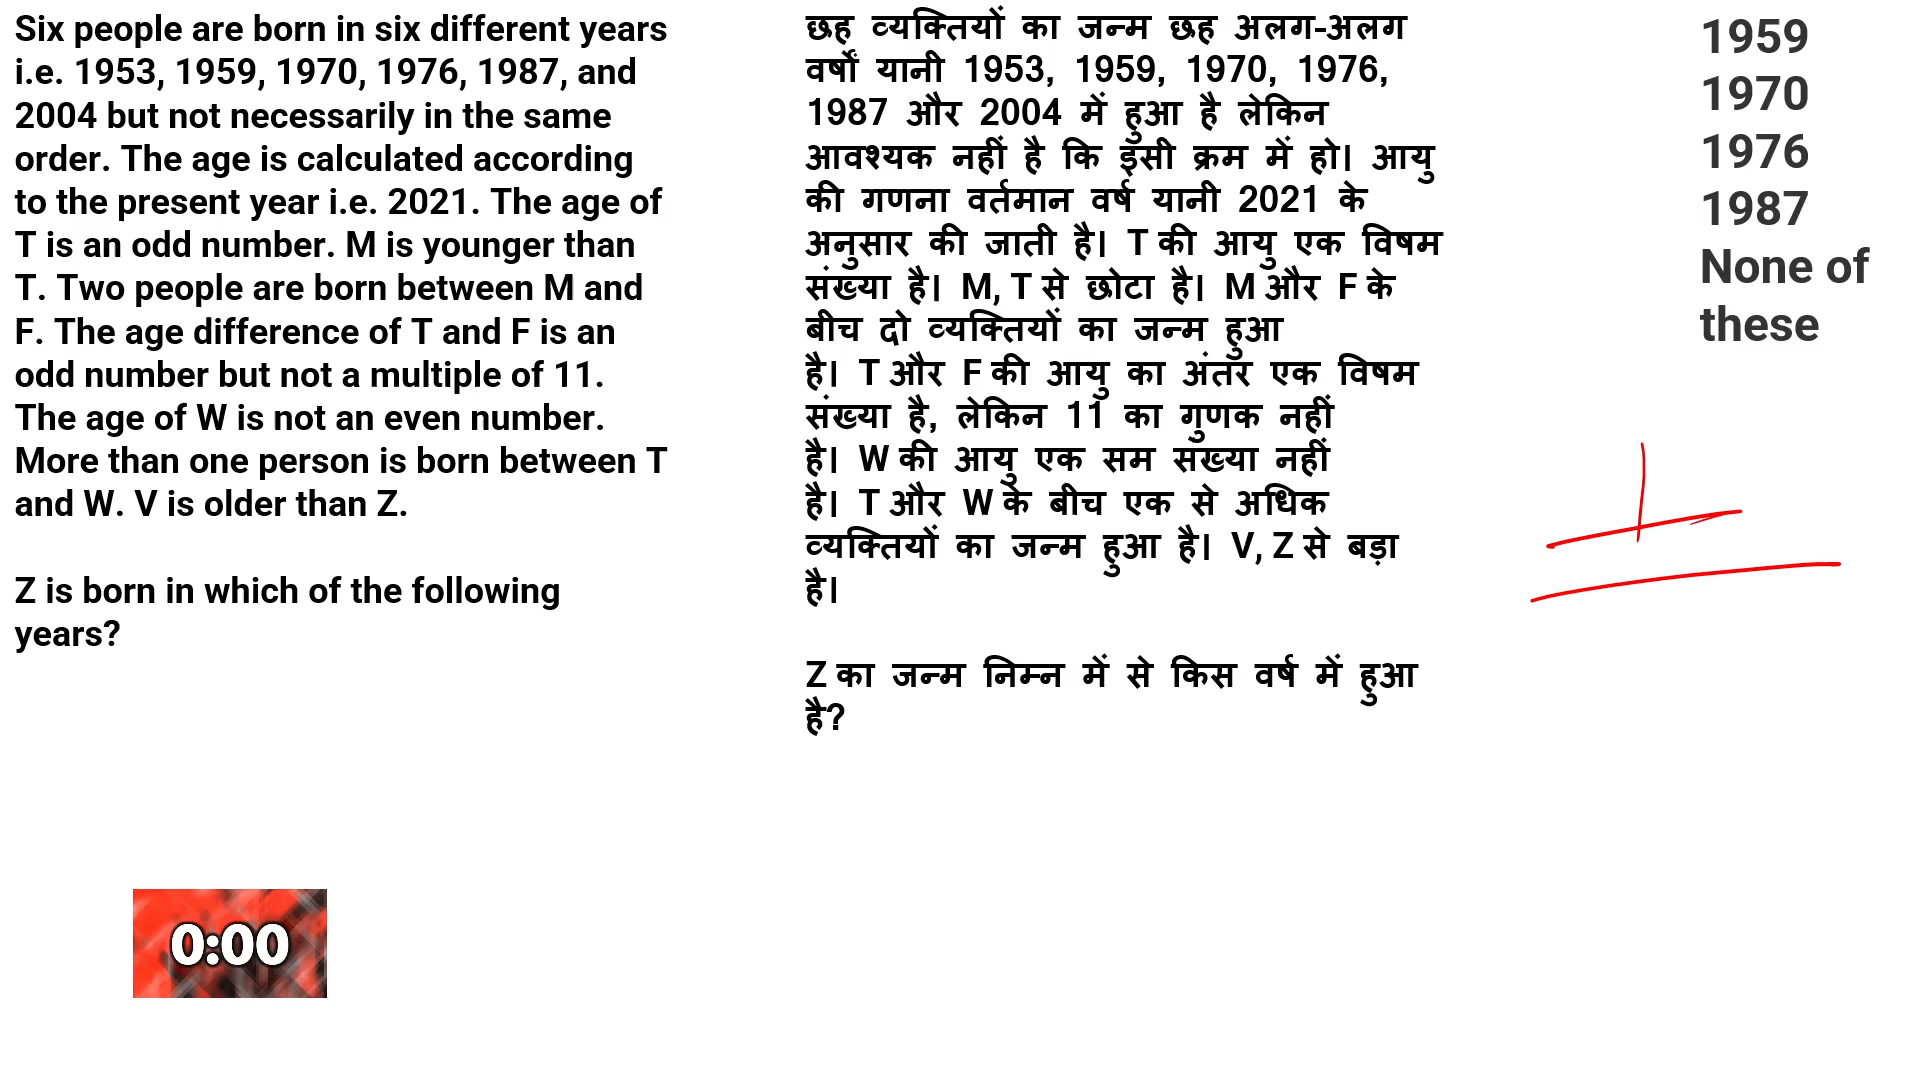 Six people are born in six different years
i.e. 1953, 1959, 1970, 1976, 1987, and
2004 but not necessarily in the same
order. The age is calculated according
to the present year i.e. 2021. The age of
T is an odd number. M is younger than
T. Two people are born between M and
F. The age difference of T and F is an
odd number but not a multiple of 11.
The age of W is not an even number.
More than one person is born between T
and W. V is older than Z.
Z is born in which of the following
years?
छह व्यक्तियों का जन्म छह अलग-अलग
वर्षों यानी 1953, 1959, 1970, 1976,
1987 और 2004 में हुआ है लेकिन
आवश्यक नहीं है कि इसी क्रम में हो। आयु
की गणना वर्तमान वर्ष यानी 2021 के
अनुसार की जाती है। T की आयु एक विषम
संख्या है। M, T से छोटा है। M और F के
बीच दो व्यक्तियों का जन्म हुआ
है। T और F की आयु का अंतर एक विषम
संख्या है, लेकिन 11 का गुणक नहीं
है। W की आयु एक सम संख्या नहीं
है। T और W के बीच एक से अधिक
व्यक्तियों का जन्म हुआ है। V, Z से बड़ा
है।
Z का जन्म निम्न में से किस वर्ष में हुआ
है?
1959
1970
1976
1987
None of
these
0:00